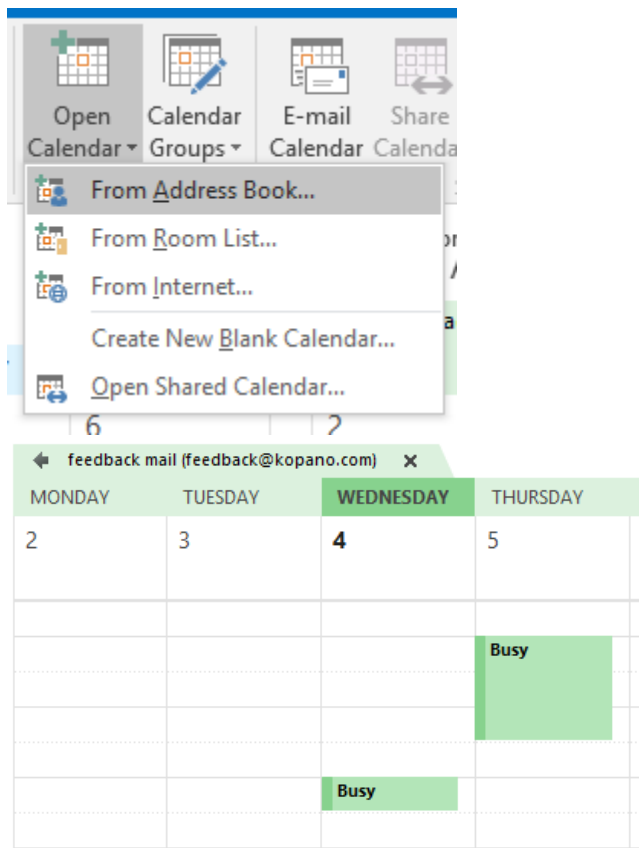 Open Calendar E-mail Share
Calendar Groups Calendar Calenda
From Address Book...
From Room List...
From Internet...
Create New Blank Calendar...
Open Shared Calendar...
6 2
feedback mail (feedback@kopano.com)
MONDAY TUESDAY WEDNESDAY THURSDAY
2 3 4 5
Busy
Busy